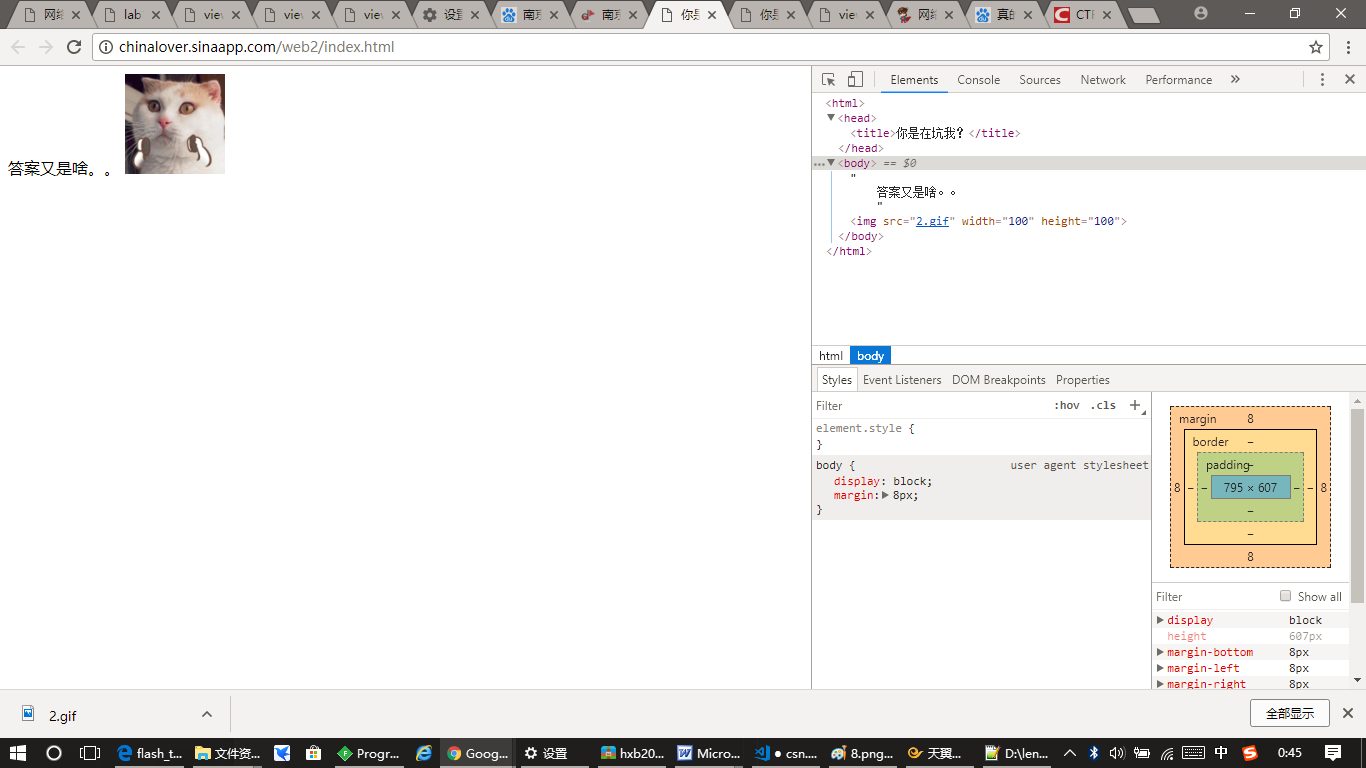 网络
lab
view
view
view
设置
南京
南京
你是
你是
view
网络
真的
CTF
chinalover.sinaapp.com/web2/index.html
答案又是啥。。
Elements Console Sources Network Performance »
<html>
▼<head>
<title>你是在坑我? </title>
</head>
…▼<body> == $0
"
答案又是啥。。
"
<img src="2.gif" width="100" height="100">
</body>
</html>
html body
Styles Event Listeners DOM Breakpoints Properties
Filter :hov .cls +
element.style {
}
body { user agent stylesheet
display: block;
margin:▶8px;
}
margin 8
border –
padding –
8 – – 795 × 607 – – 8
–
–
8
Filter Show all
▶display block
height 607px
▶margin-bottom 8px
▶margin-left 8px
▶margin-right 8px
2.gif 全部显示
flash_t... 文件资... Progr... Goog... 设置 hxb20... Micro... ● csn.... 8.png... 天翼... D:\len... 中 0:45